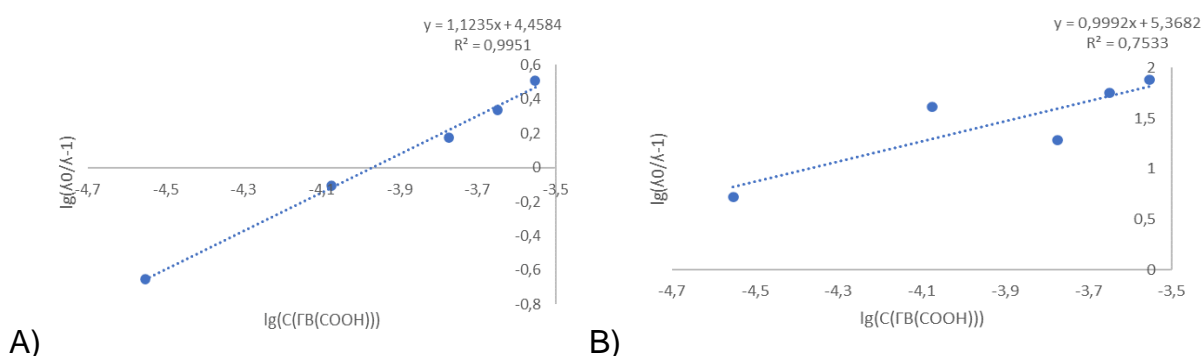 y = 1,1235x + 4,4584
R² = 0,9951
0,6
0,4
0,2
0
-0,2
-0,4
-0,6
-0,8
-4,7
-4,5
-4,3
-4,1
-3,9
-3,7
-3,5
lg(λ0/λ-1)
lg(C(ГВ(COOH)))
A)
y = 0,9992x + 5,3682
R² = 0,7533
2
1,5
1
0,5
0
-4,7
-4,5
-4,3
-4,1
-3,9
-3,7
-3,5
lg(λ0/λ-1)
lg(C(ГВ(COOH)))
B)